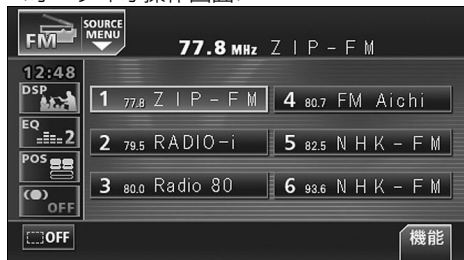 FM SOURCE MENU
77.8 MHz ZIP-FM
12:48
DSP
EQ 2
POS
OFF
1 77.8 ZIP-FM
4 80.7 FM Aichi
2 79.5 RADIO-i
5 82.5 NHK-FM
3 80.0 Radio 80
6 93.6 NHK-FM
OFF
機能